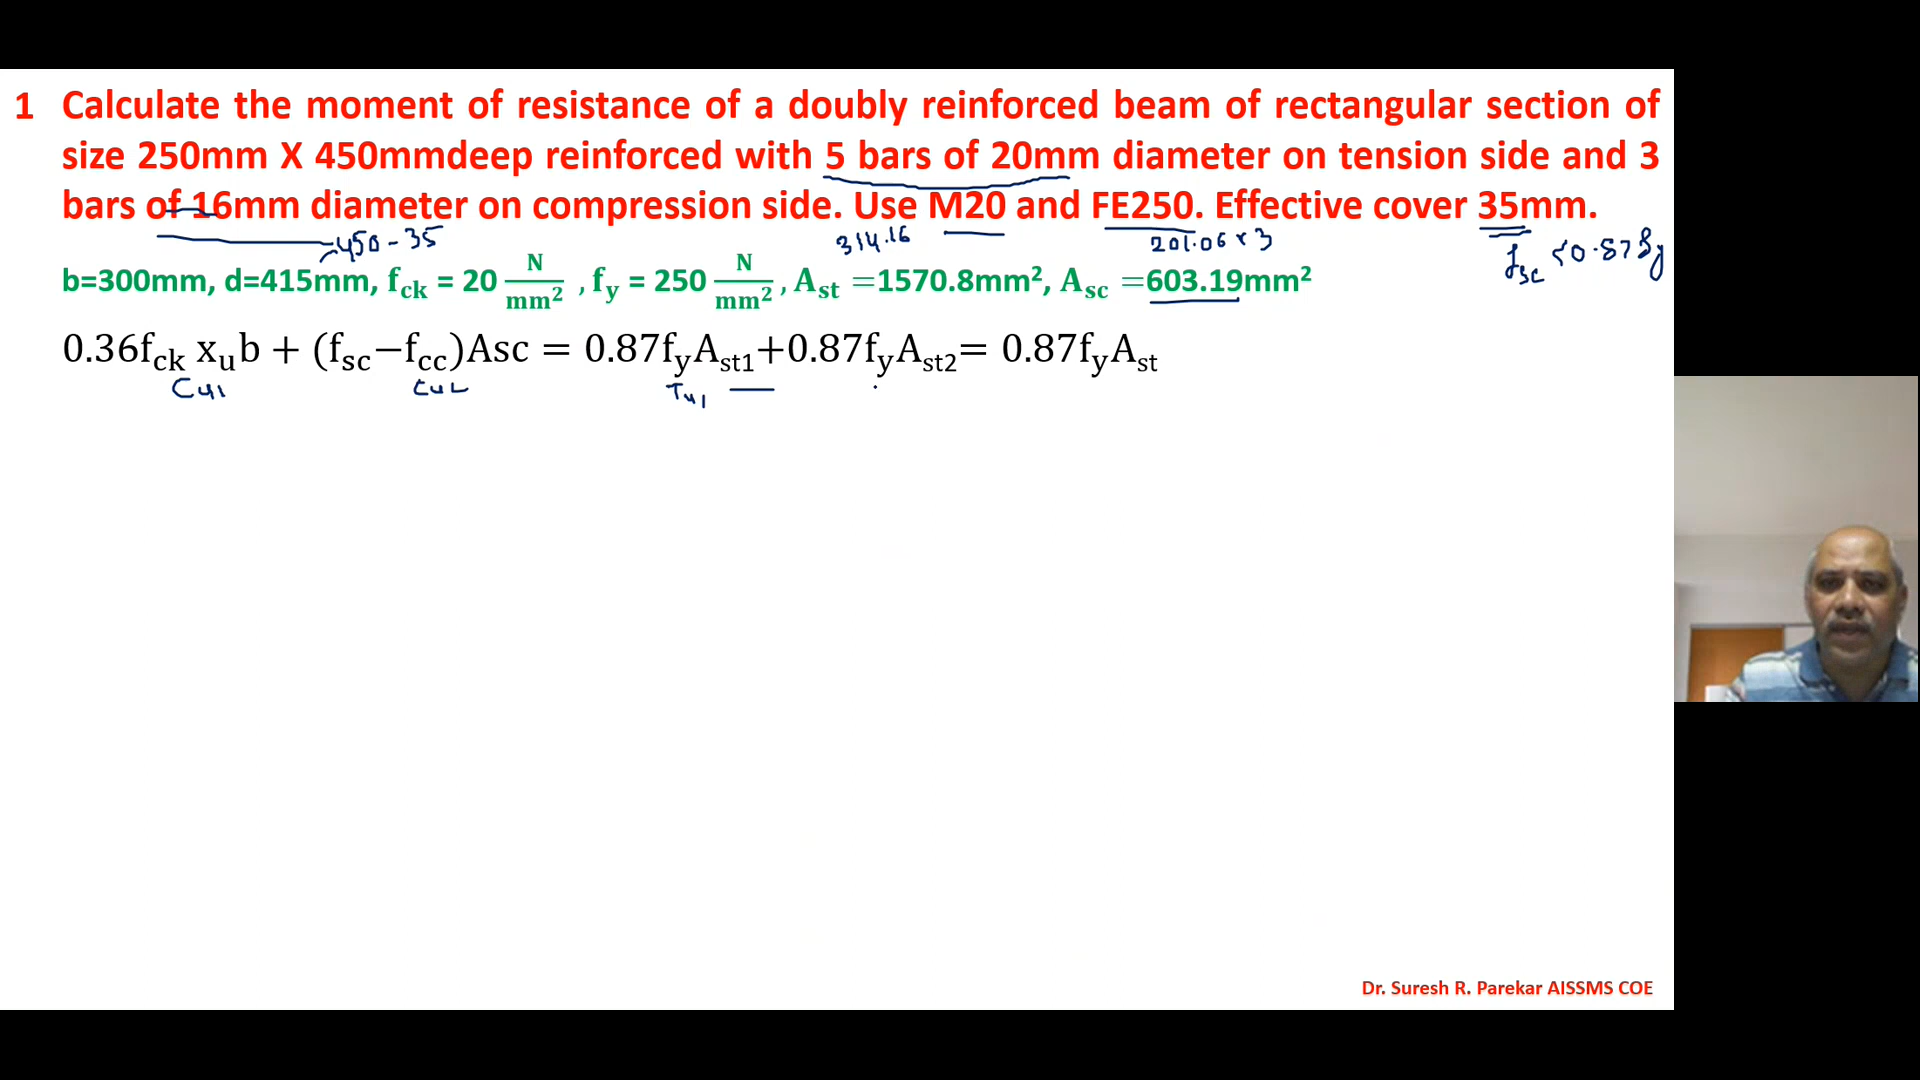 1 Calculate the moment of resistance of a doubly reinforced beam of rectangular section of
size 250mm X 450mmdeep reinforced with 5 bars of 20mm diameter on tension side and 3
bars of 16mm diameter on compression side. Use M20 and FE250. Effective cover 35mm.
450-35 314.16 201.06 x 3 fsc < 0.87fy
b=300mm, d=415mm, fck = 20 N/mm², fy = 250 N/mm², Ast =1570.8mm², Asc =603.19mm²
0.36fck xub + (fsc−fcc)Asc = 0.87fyAst1+0.87fyAst2= 0.87fyAst
Cu1 Cu2 Tu1
Dr. Suresh R. Parekar AISSMS COE